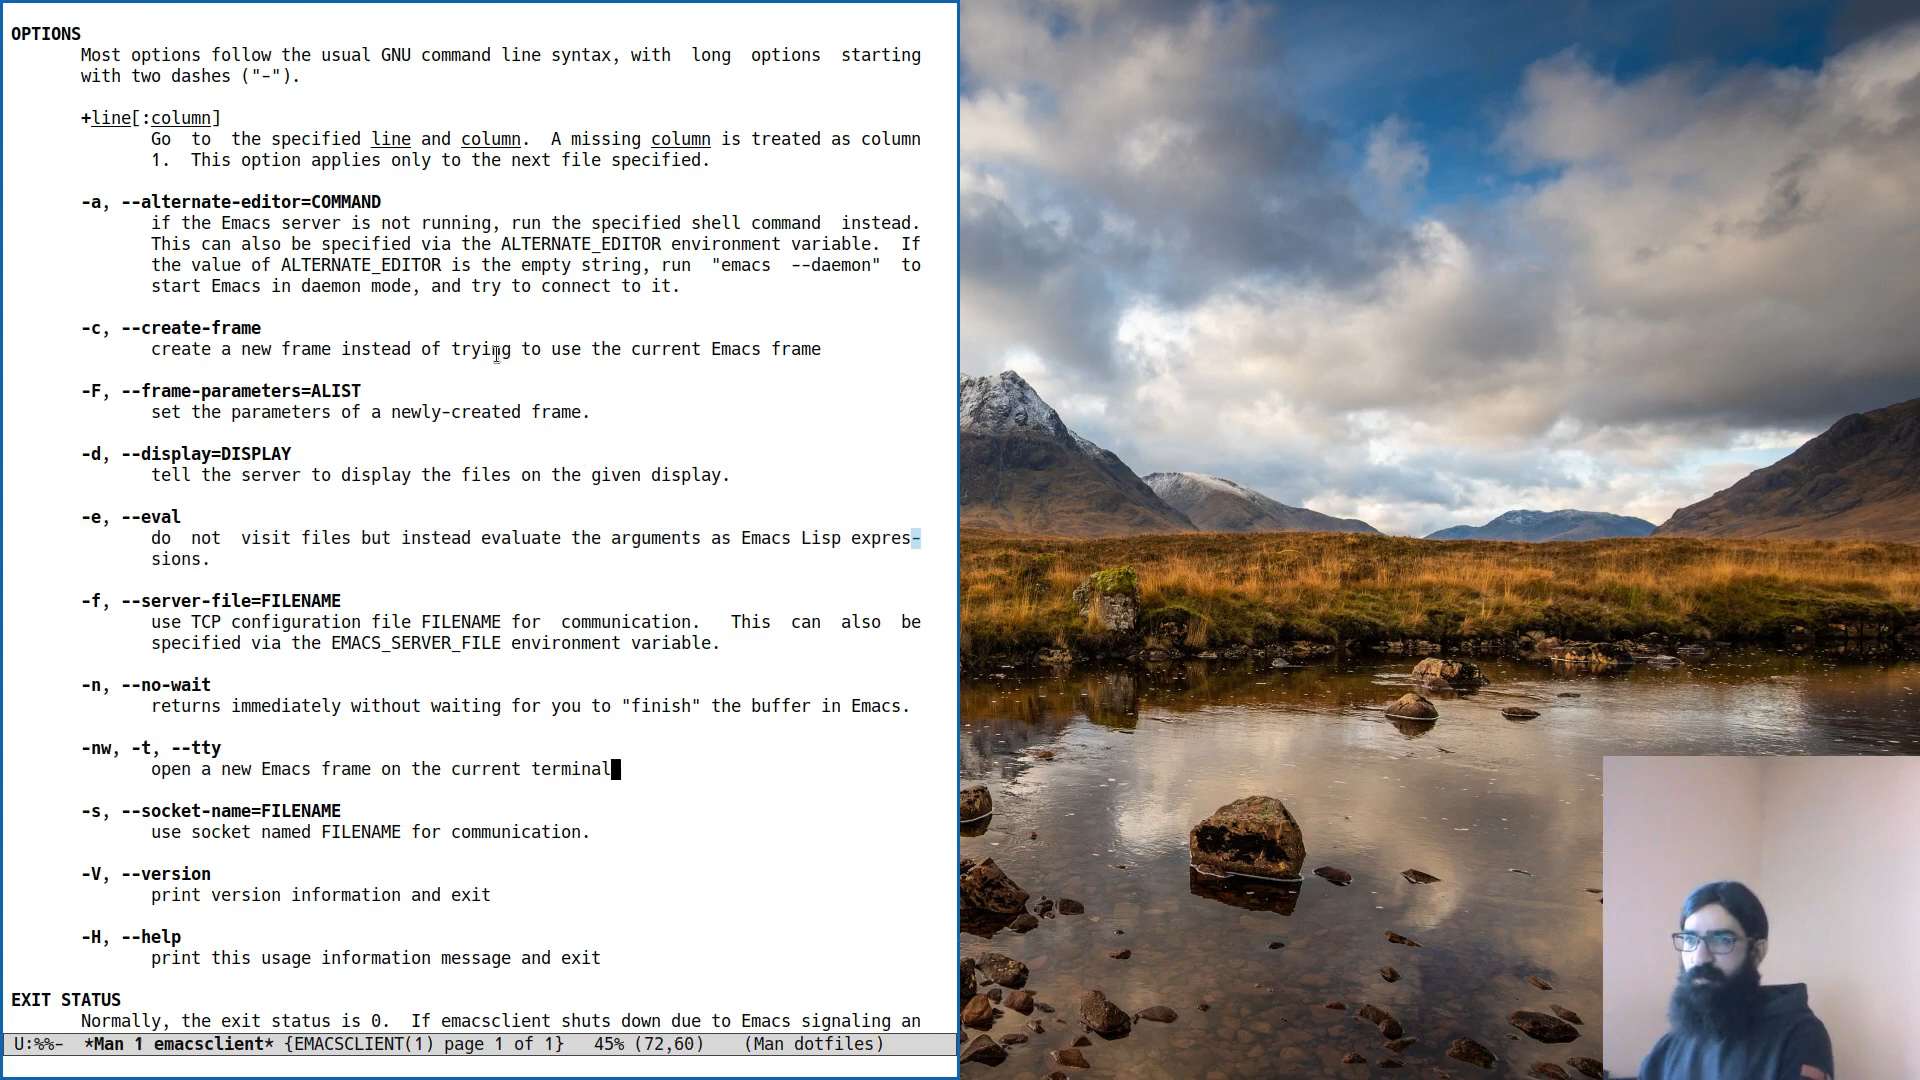 OPTIONS
Most options follow the usual GNU command line syntax, with  long  options  starting
with two dashes ("-").
+line[:column]
Go  to  the specified line and column.  A missing column is treated as column
1.  This option applies only to the next file specified.
-a, --alternate-editor=COMMAND
if the Emacs server is not running, run the specified shell command  instead.
This can also be specified via the ALTERNATE_EDITOR environment variable.  If
the value of ALTERNATE_EDITOR is the empty string, run  "emacs  --daemon"  to
start Emacs in daemon mode, and try to connect to it.
-c, --create-frame
create a new frame instead of trying to use the current Emacs frame
-F, --frame-parameters=ALIST
set the parameters of a newly-created frame.
-d, --display=DISPLAY
tell the server to display the files on the given display.
-e, --eval
do  not  visit files but instead evaluate the arguments as Emacs Lisp expres-
sions.
-f, --server-file=FILENAME
use TCP configuration file FILENAME for  communication.   This  can  also  be
specified via the EMACS_SERVER_FILE environment variable.
-n, --no-wait
returns immediately without waiting for you to "finish" the buffer in Emacs.
-nw, -t, --tty
open a new Emacs frame on the current terminal
-s, --socket-name=FILENAME
use socket named FILENAME for communication.
-V, --version
print version information and exit
-H, --help
print this usage information message and exit
EXIT STATUS
Normally, the exit status is 0.  If emacsclient shuts down due to Emacs signaling an
U:%%-  *Man 1 emacsclient* {EMACSCLIENT(1) page 1 of 1}   45% (72,60)    (Man dotfiles)